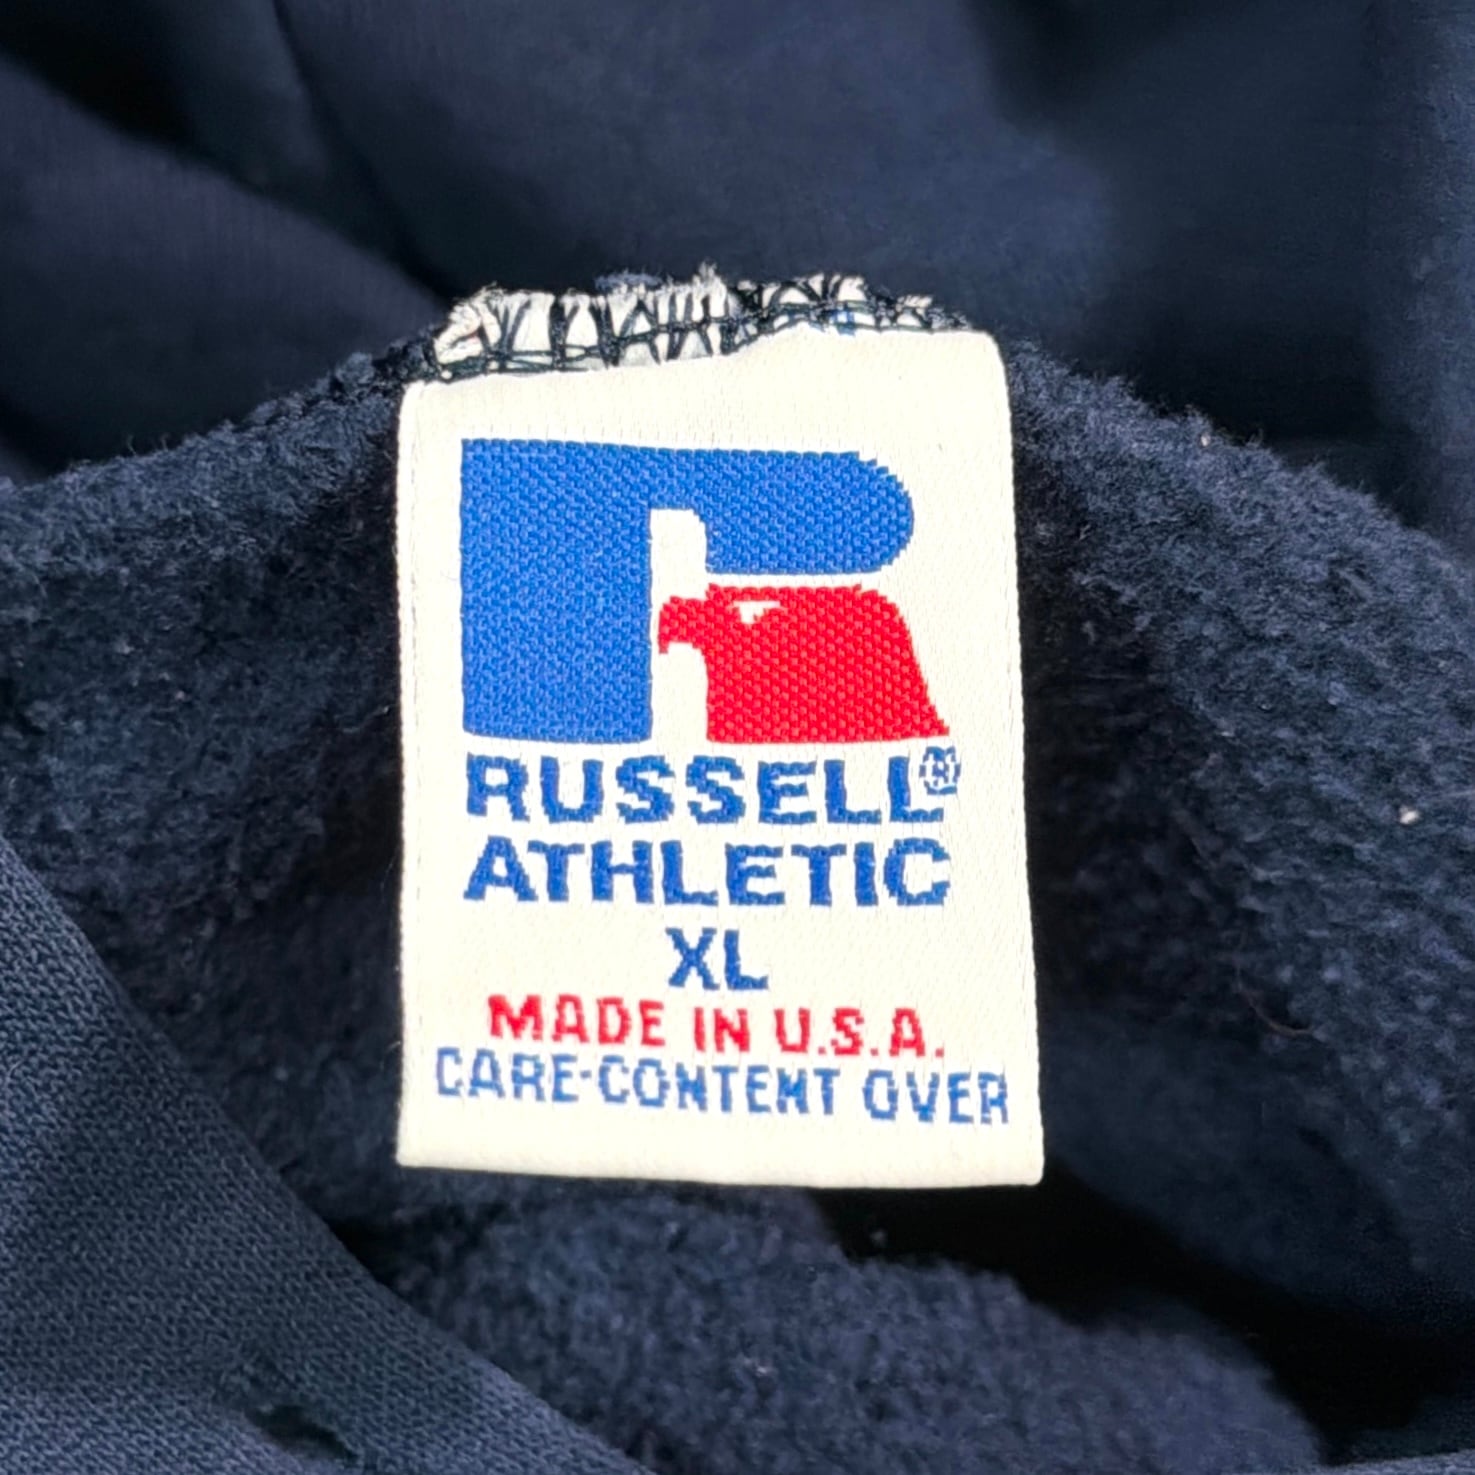 RUSSELL®
ATHLETIC
XL
MADE IN U.S.A.
CARE-CONTENT OVER